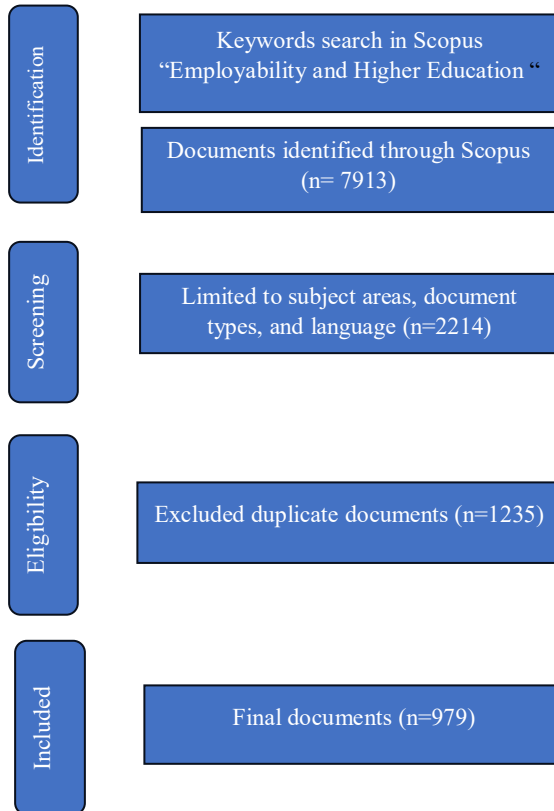 Identification
Keywords search in Scopus
“Employability and Higher Education “
Documents identified through Scopus
(n= 7913)
Screening
Limited to subject areas, document
types, and language (n=2214)
Eligibility
Excluded duplicate documents (n=1235)
Included
Final documents (n=979)